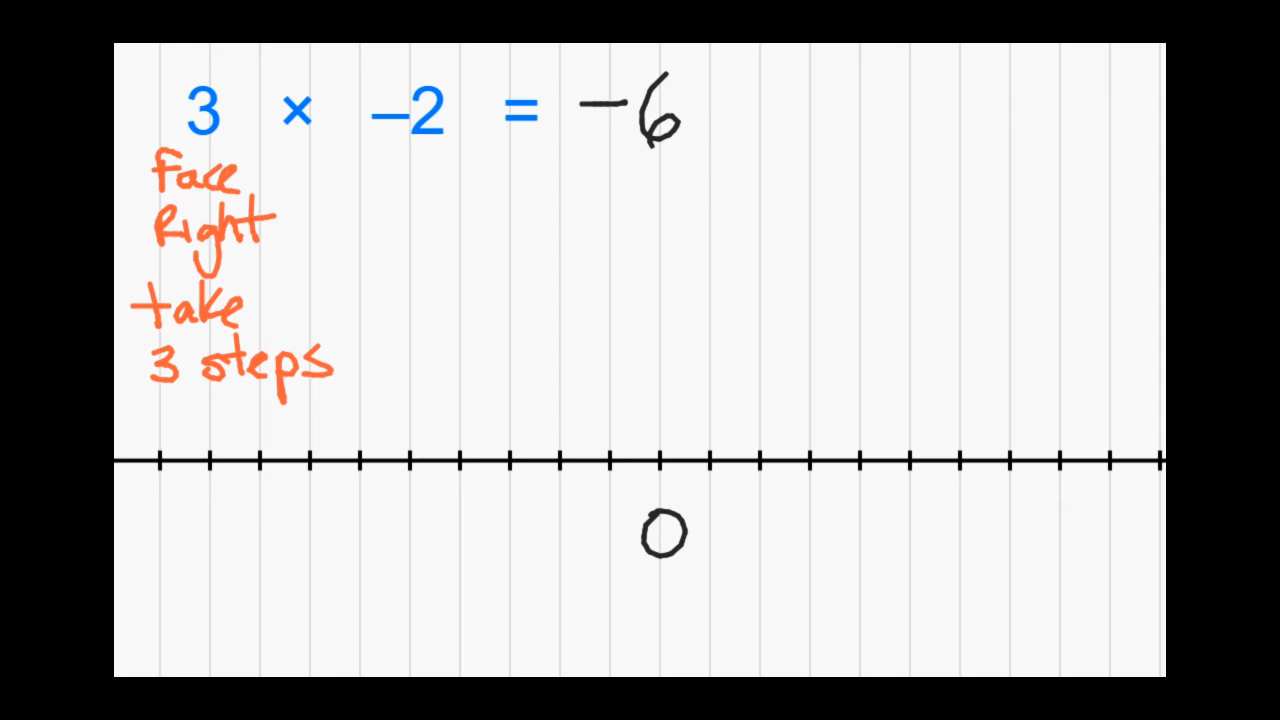 3 × –2 = –6
Face
Right
take
3 steps
0